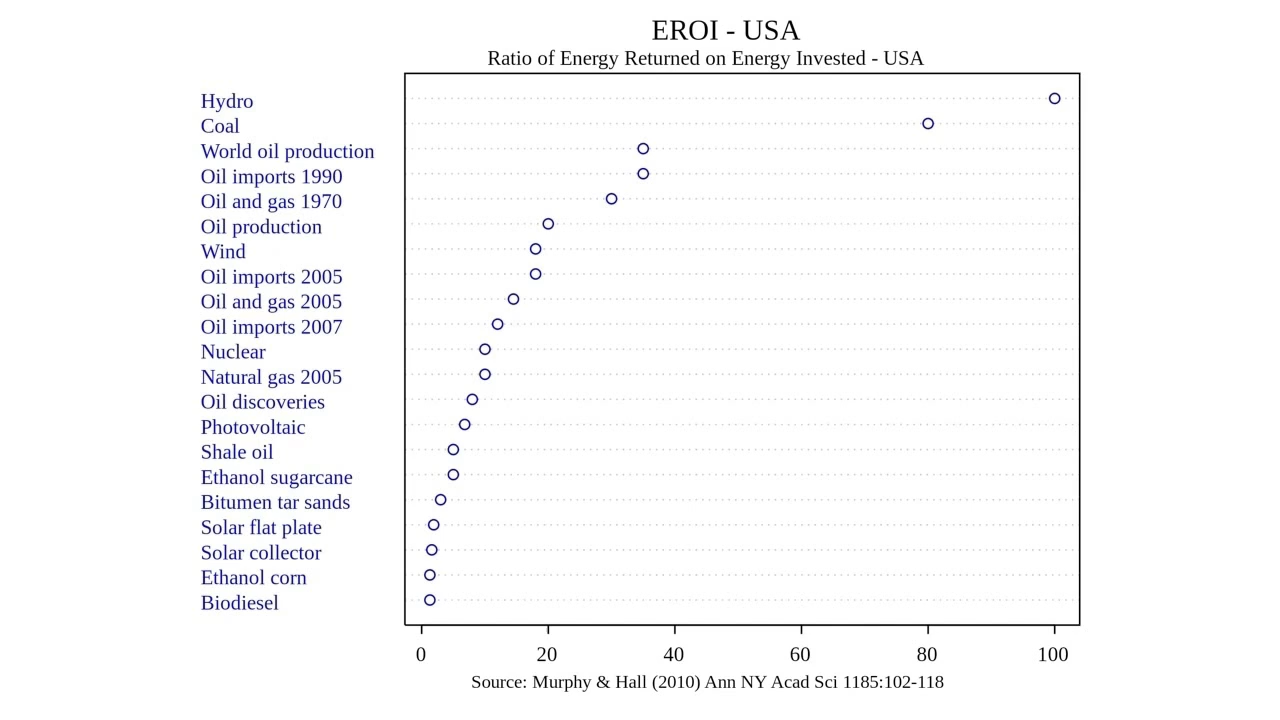 EROI - USA
Ratio of Energy Returned on Energy Invested - USA
Hydro
Coal
World oil production
Oil imports 1990
Oil and gas 1970
Oil production
Wind
Oil imports 2005
Oil and gas 2005
Oil imports 2007
Nuclear
Natural gas 2005
Oil discoveries
Photovoltaic
Shale oil
Ethanol sugarcane
Bitumen tar sands
Solar flat plate
Solar collector
Ethanol corn
Biodiesel
0 20 40 60 80 100
Source: Murphy & Hall (2010) Ann NY Acad Sci 1185:102-118